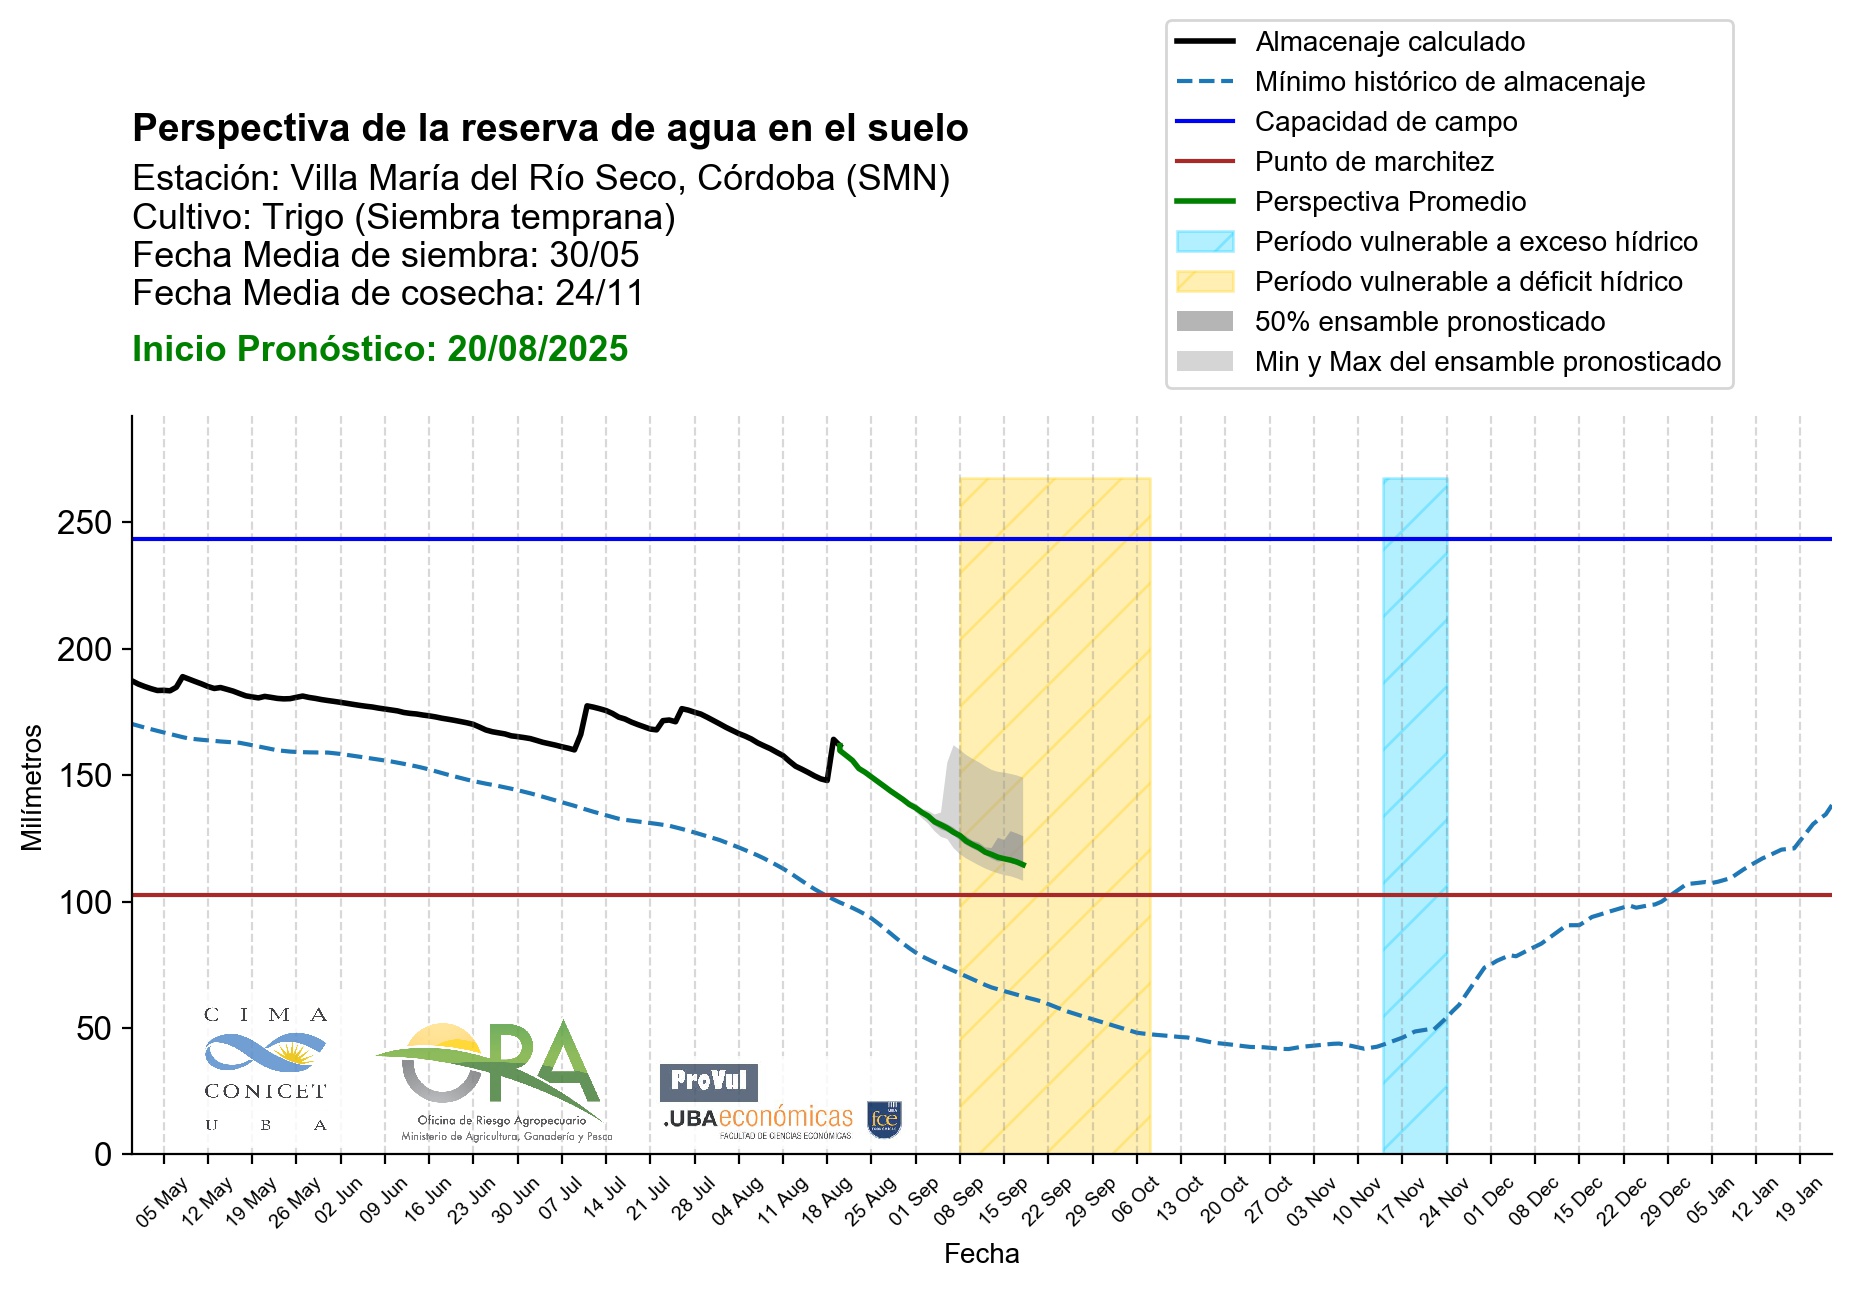 Almacenaje calculado
Mínimo histórico de almacenaje
Capacidad de campo
Punto de marchitez
Perspectiva Promedio
Período vulnerable a exceso hídrico
Período vulnerable a déficit hídrico
50% ensamble pronosticado
Min y Max del ensamble pronosticado
Perspectiva de la reserva de agua en el suelo
Estación: Villa María del Río Seco, Córdoba (SMN)
Cultivo: Trigo (Siembra temprana)
Fecha Media de siembra: 30/05
Fecha Media de cosecha: 24/11
Inicio Pronóstico: 20/08/2025
Milímetros
250
200
150
100
50
0
CIMA
CONICET
UBA
ORA
Oficina de Riesgo Agropecuario
Ministerio de Agricultura, Ganadería y Pesca
ProVul
.UBAeconómicas
FACULTAD DE CIENCIAS ECONÓMICAS
UBA
fce
ECONÓMICAS
05 May
12 May
19 May
26 May
02 Jun
09 Jun
16 Jun
23 Jun
30 Jun
07 Jul
14 Jul
21 Jul
28 Jul
04 Aug
11 Aug
18 Aug
25 Aug
01 Sep
08 Sep
15 Sep
22 Sep
29 Sep
06 Oct
13 Oct
20 Oct
27 Oct
03 Nov
10 Nov
17 Nov
24 Nov
01 Dec
08 Dec
15 Dec
22 Dec
29 Dec
05 Jan
12 Jan
19 Jan
Fecha